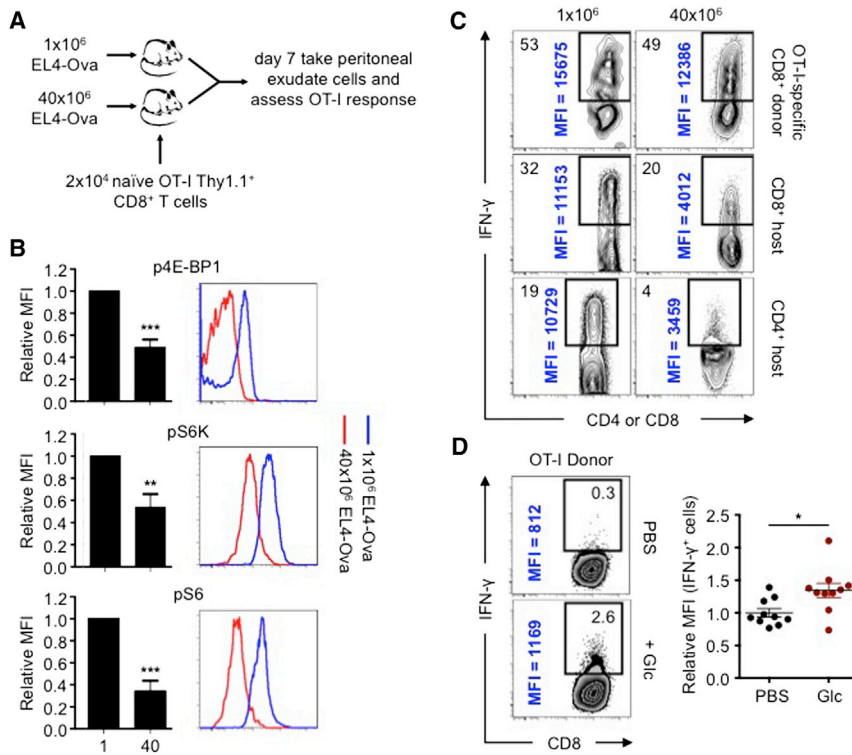 A
1x10⁶
EL4-Ova
40x10⁶
EL4-Ova
day 7 take peritoneal
exudate cells and
assess OT-I response
2x10⁴ naïve OT-I Thy1.1⁺
CD8⁺ T cells
B
p4E-BP1
Relative MFI
1.2
1.0
0.8
0.6
0.4
0.2
0.0
***
pS6K
Relative MFI
1.2
1.0
0.8
0.6
0.4
0.2
0.0
**
pS6
Relative MFI
1.2
1.0
0.8
0.6
0.4
0.2
0.0
***
1
40
1x10⁶ EL4-Ova
40x10⁶ EL4-Ova
C
1x10⁶
40x10⁶
53
MFI = 15675
49
MFI = 12386
OT-I-specific
CD8⁺ donor
32
MFI = 11153
20
MFI = 4012
CD8⁺ host
19
MFI = 10729
4
MFI = 3459
CD4⁺ host
IFN-γ
CD4 or CD8
D
OT-I Donor
0.3
MFI = 812
PBS
2.6
MFI = 1169
+ Glc
IFN-γ
CD8
Relative MFI (IFN-γ⁺ cells)
2.5
2.0
1.5
1.0
0.5
0.0
*
PBS
Glc